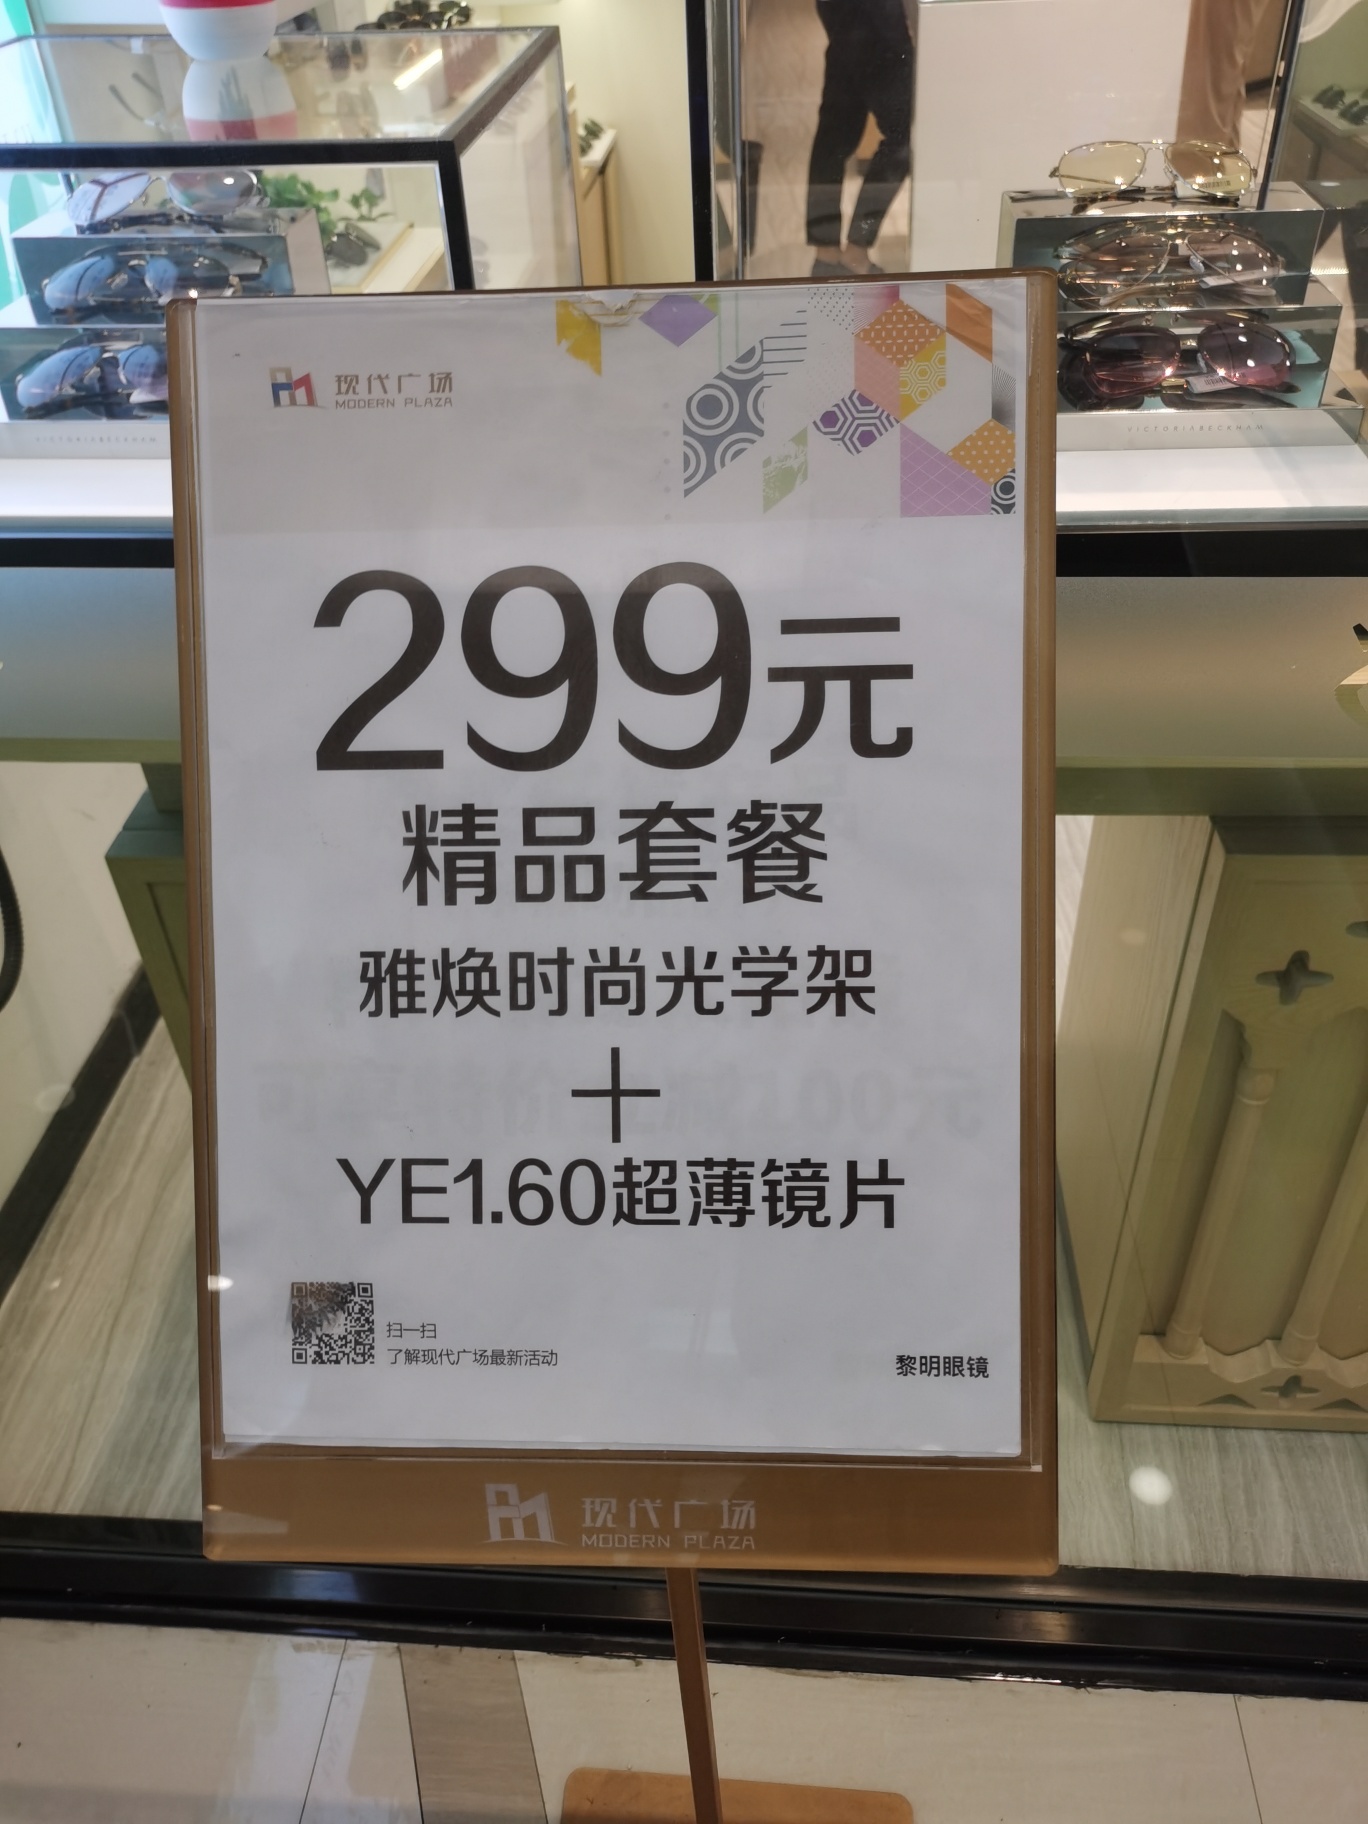 现代广场
MODERN PLAZA
VICTORIABECKHAM
VICTORIABECKHAM
299元
精品套餐
雅焕时尚光学架
+
YE1.60超薄镜片
扫一扫
了解现代广场最新活动
黎明眼镜
现代广场
MODERN PLAZA